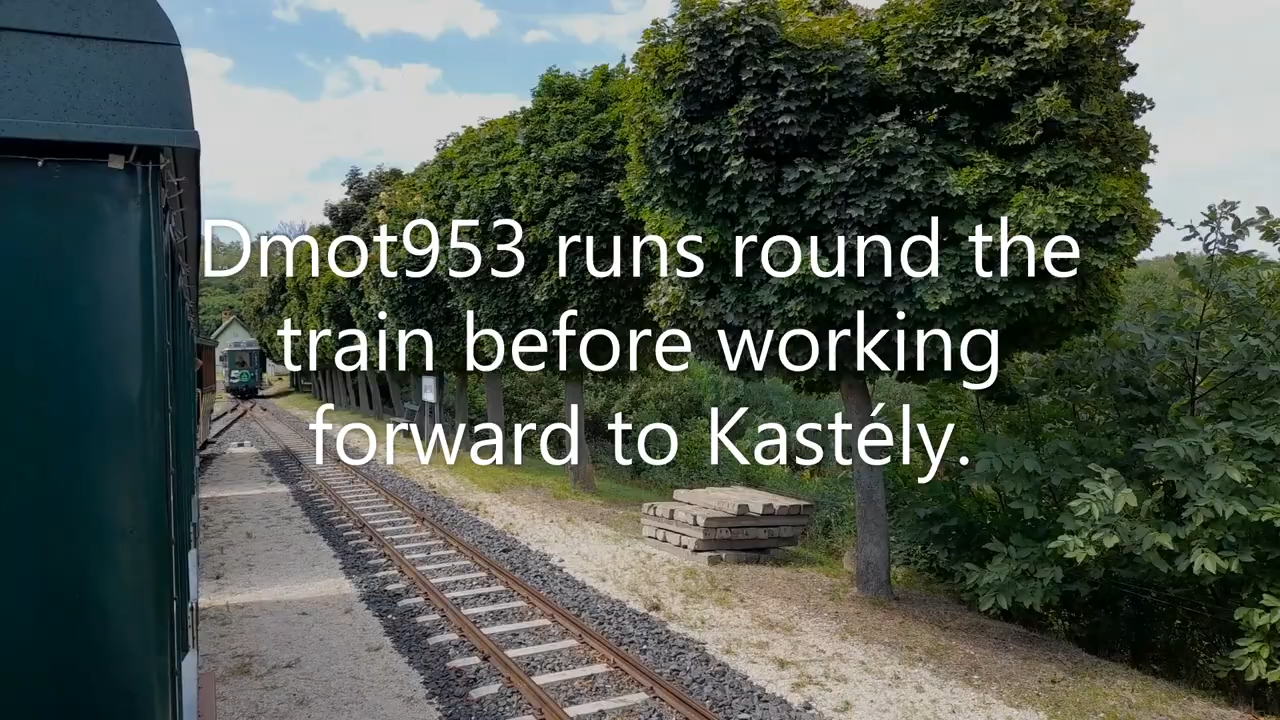 Dmot953 runs round the
train before working
forward to Kastély.